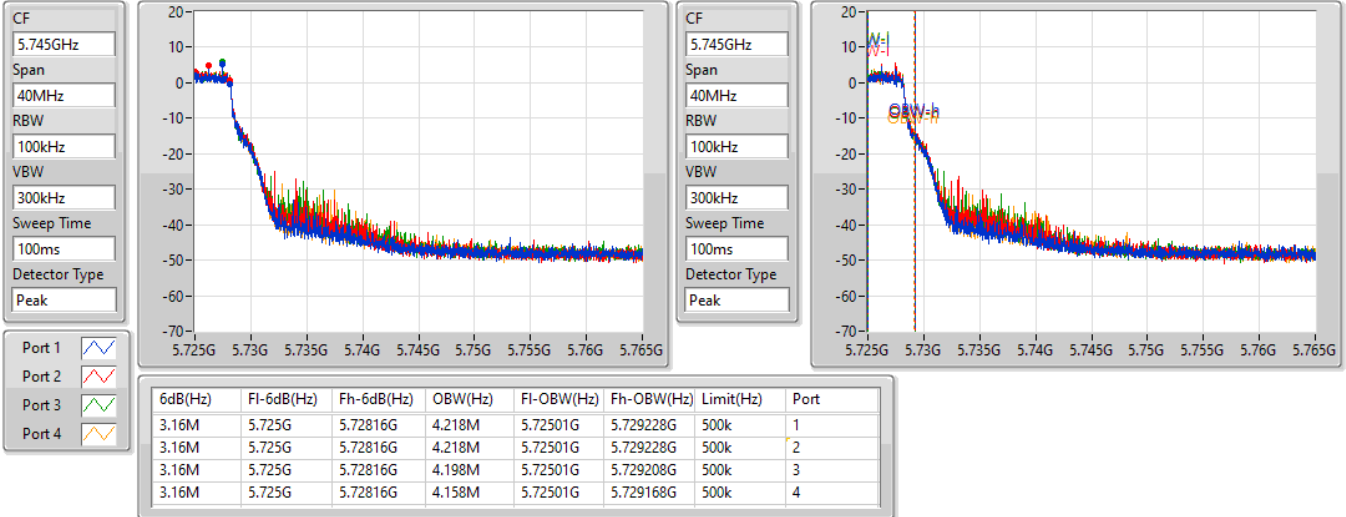 CF
5.745GHz
Span
40MHz
RBW
100kHz
VBW
300kHz
Sweep Time
100ms
Detector Type
Peak
20
10
0
-10
-20
-30
-40
-50
-60
-70
5.725G 5.73G 5.735G 5.74G 5.745G 5.75G 5.755G 5.76G 5.765G
CF
5.745GHz
Span
40MHz
RBW
100kHz
VBW
300kHz
Sweep Time
100ms
Detector Type
Peak
20
10
0
-10
-20
-30
-40
-50
-60
-70
W-l
OBW-h
5.725G 5.73G 5.735G 5.74G 5.745G 5.75G 5.755G 5.76G 5.765G
Port 1
Port 2
Port 3
Port 4
6dB(Hz) Fl-6dB(Hz) Fh-6dB(Hz) OBW(Hz) Fl-OBW(Hz) Fh-OBW(Hz) Limit(Hz) Port
3.16M 5.725G 5.72816G 4.218M 5.72501G 5.729228G 500k 1
3.16M 5.725G 5.72816G 4.218M 5.72501G 5.729228G 500k 2
3.16M 5.725G 5.72816G 4.198M 5.72501G 5.729208G 500k 3
3.16M 5.725G 5.72816G 4.158M 5.72501G 5.729168G 500k 4